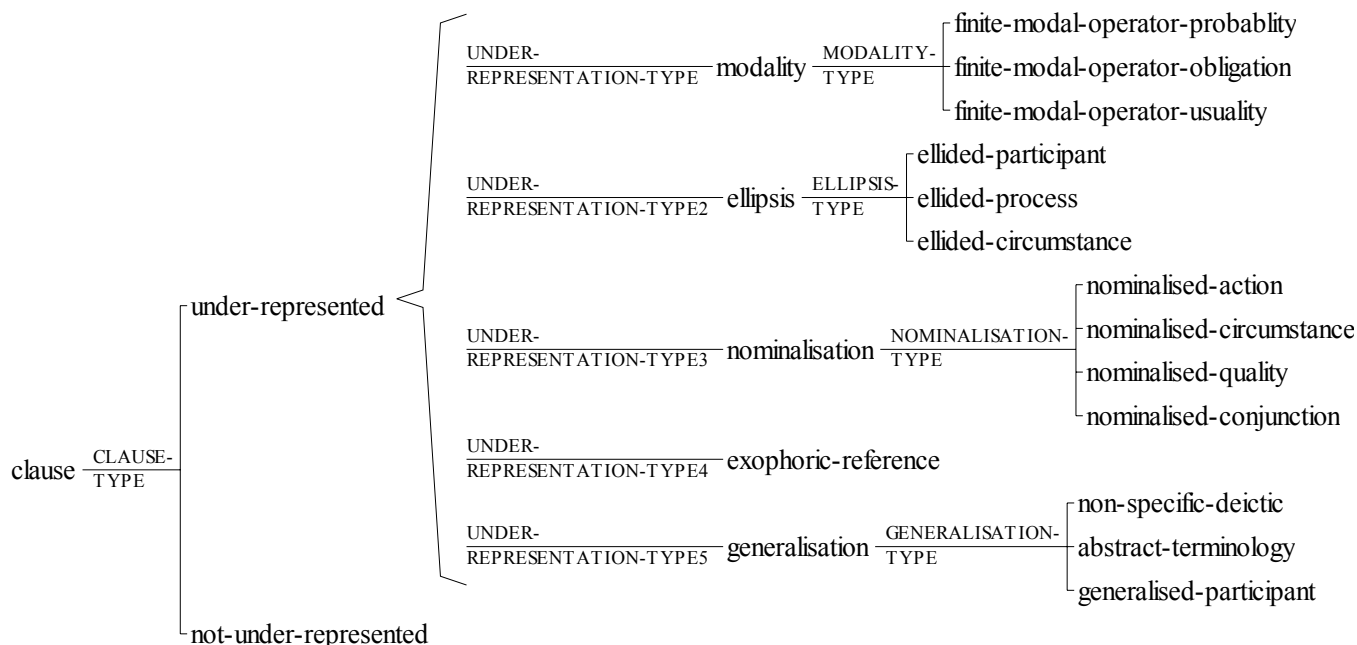 finite-modal-operator-probablity
UNDER-
REPRESENTATION-TYPE modality MODALITY-
TYPE finite-modal-operator-obligation
finite-modal-operator-usuality
ellided-participant
UNDER-
REPRESENTATION-TYPE2 ellipsis ELLIPSIS-
TYPE ellided-process
ellided-circumstance
nominalised-action
under-represented
UNDER-
REPRESENTATION-TYPE3 nominalisation NOMINALISATION-
TYPE nominalised-circumstance
nominalised-quality
nominalised-conjunction
clause CLAUSE-
TYPE
UNDER-
REPRESENTATION-TYPE4 exophoric-reference
non-specific-deictic
UNDER-
REPRESENTATION-TYPE5 generalisation GENERALISATION-
TYPE abstract-terminology
generalised-participant
not-under-represented